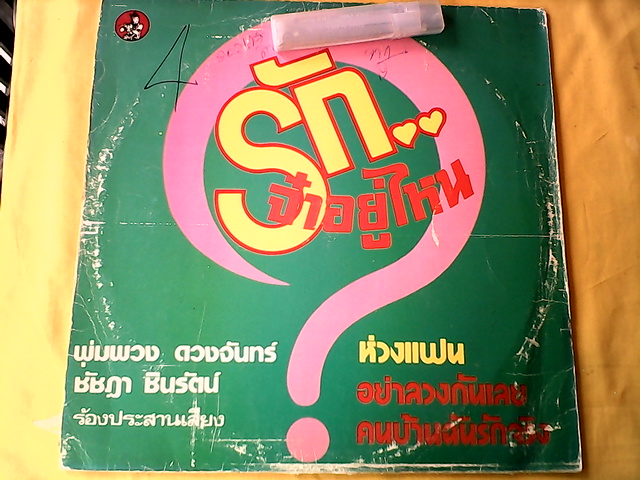 4
รัก..
จ๋าอยู่ไหน
พุ่มพวง ดวงจันทร์
ชัชฎา ชินรัตน์
ร้องประสานเสียง
ห่วงแฟน
อย่าลวงกันเลย
คนบ้านฉันรักจริง